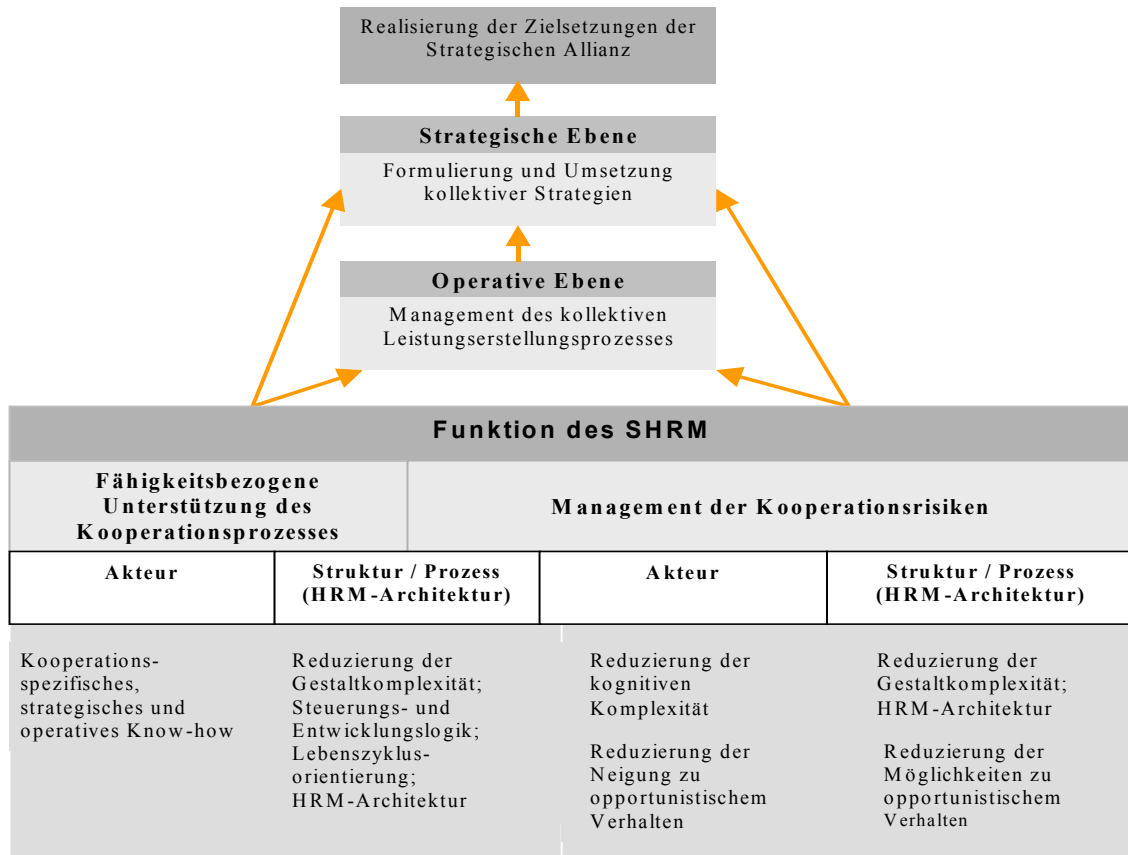 Realisierung der Zielsetzungen der
Strategischen Allianz
Strategische Ebene
Formulierung und Umsetzung
kollektiver Strategien
Operative Ebene
Management des kollektiven
Leistungserstellungsprozesses
Funktion des SHRM
Fähigkeitsbezogene
Unterstützung des
Kooperationsprozesses
Management der Kooperationsrisiken
Akteur
Struktur / Prozess
(HRM-Architektur)
Akteur
Struktur / Prozess
(HRM-Architektur)
Kooperations-
spezifisches,
strategisches und
operatives Know-how
Reduzierung der
Gestaltkomplexität;
Steuerungs- und
Entwicklungslogik;
Lebenszyklus-
orientierung;
HRM-Architektur
Reduzierung der
kognitiven
Komplexität
Reduzierung der
Neigung zu
opportunistischem
Verhalten
Reduzierung der
Gestaltkomplexität;
HRM-Architektur
Reduzierung der
Möglichkeiten zu
opportunistischem
Verhalten